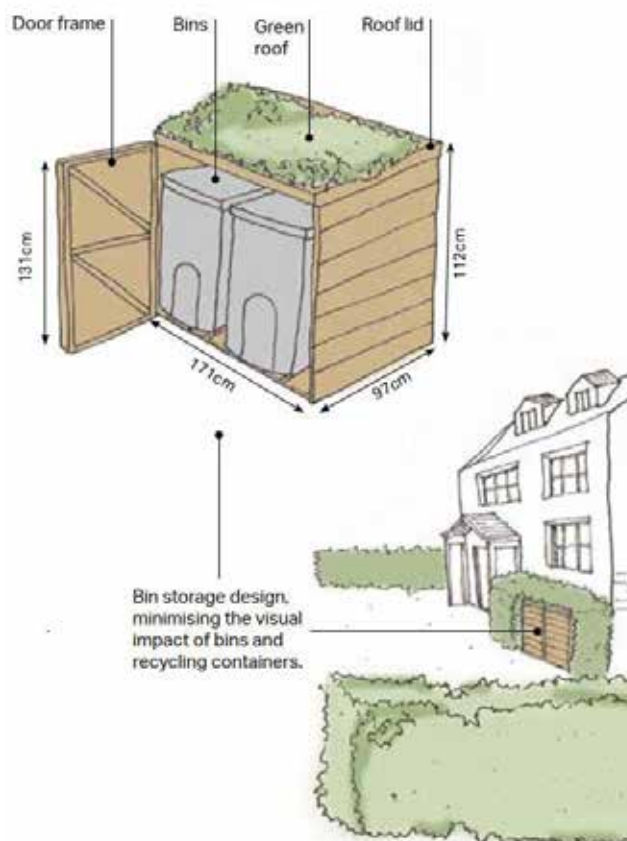 Door frame
Bins
Green
roof
Roof lid
131cm
171cm
97cm
112cm
Bin storage design,
minimising the visual
impact of bins and
recycling containers.